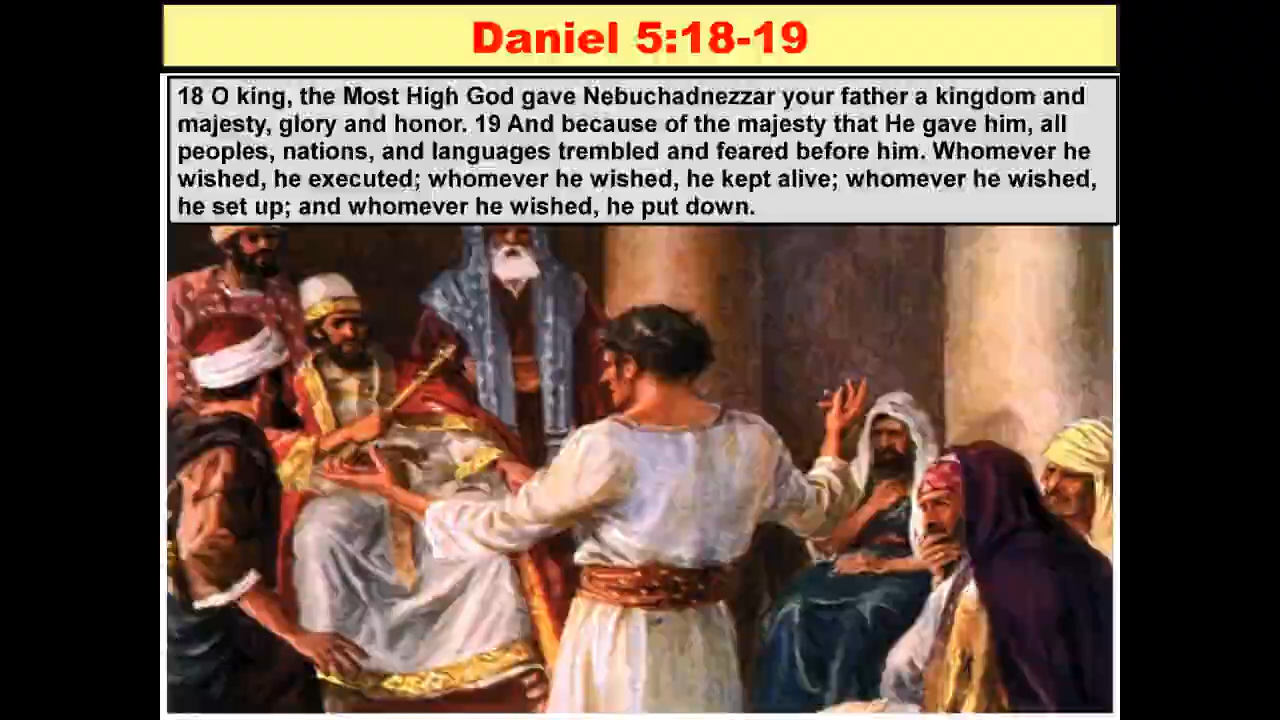 Daniel 5:18-19
18 O king, the Most High God gave Nebuchadnezzar your father a kingdom and
majesty, glory and honor. 19 And because of the majesty that He gave him, all
peoples, nations, and languages trembled and feared before him. Whomever he
wished, he executed; whomever he wished, he kept alive; whomever he wished,
he set up; and whomever he wished, he put down.